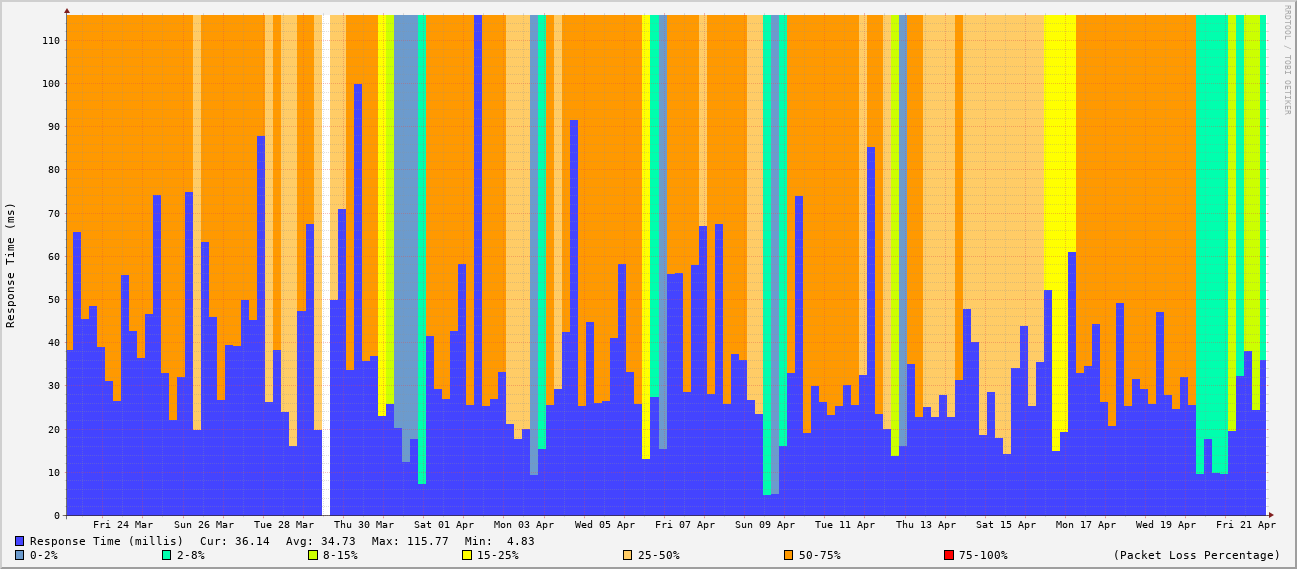 RRDTOOL / TOBI OETIKER
Response Time (ms)
110
100
90
80
70
60
50
40
30
20
10
0
Fri 24 Mar Sun 26 Mar Tue 28 Mar Thu 30 Mar Sat 01 Apr Mon 03 Apr Wed 05 Apr Fri 07 Apr Sun 09 Apr Tue 11 Apr Thu 13 Apr Sat 15 Apr Mon 17 Apr Wed 19 Apr Fri 21 Apr
Response Time (millis) Cur: 36.14 Avg: 34.73 Max: 115.77 Min: 4.83
0-2% 2-8% 8-15% 15-25% 25-50% 50-75% 75-100% (Packet Loss Percentage)